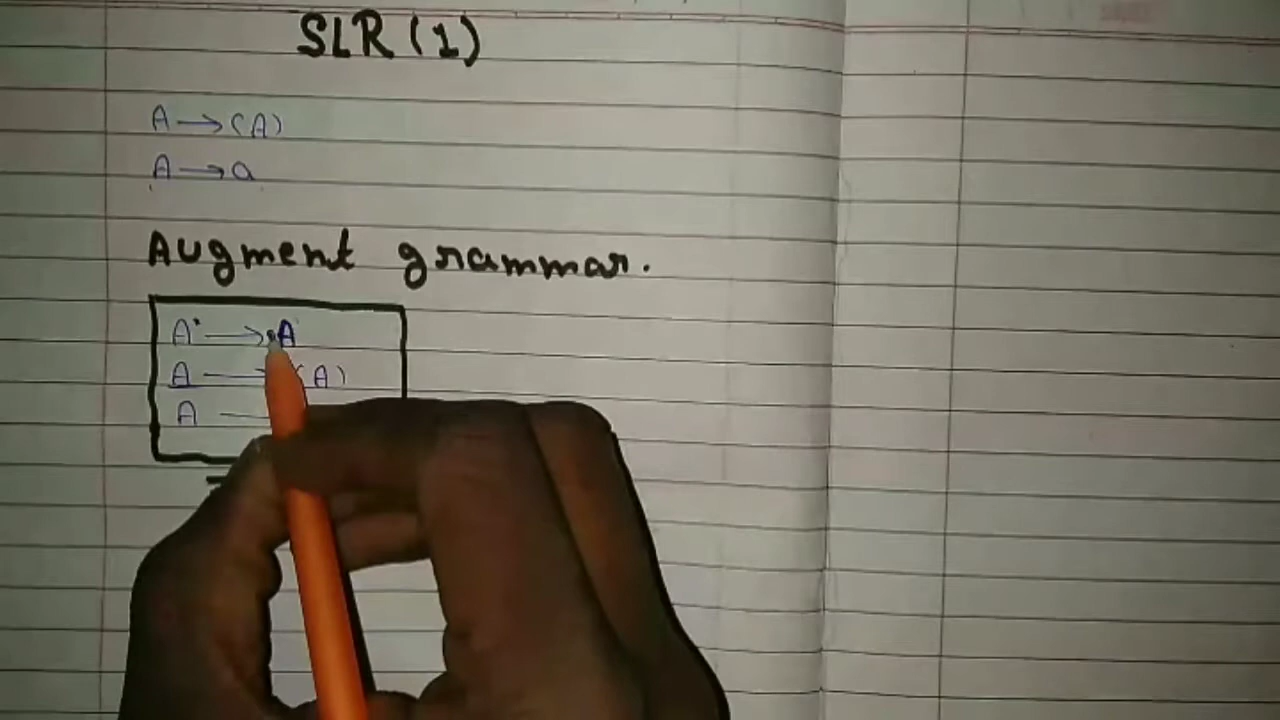 SLR(1)
A → (A)
A → a
Augment grammar.
A' → •A
A → (A)
A →